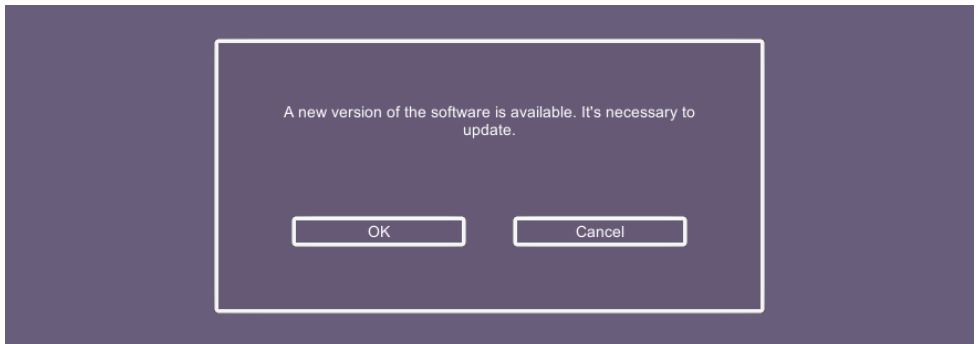 A new version of the software is available. It's necessary to
update.
OK
Cancel